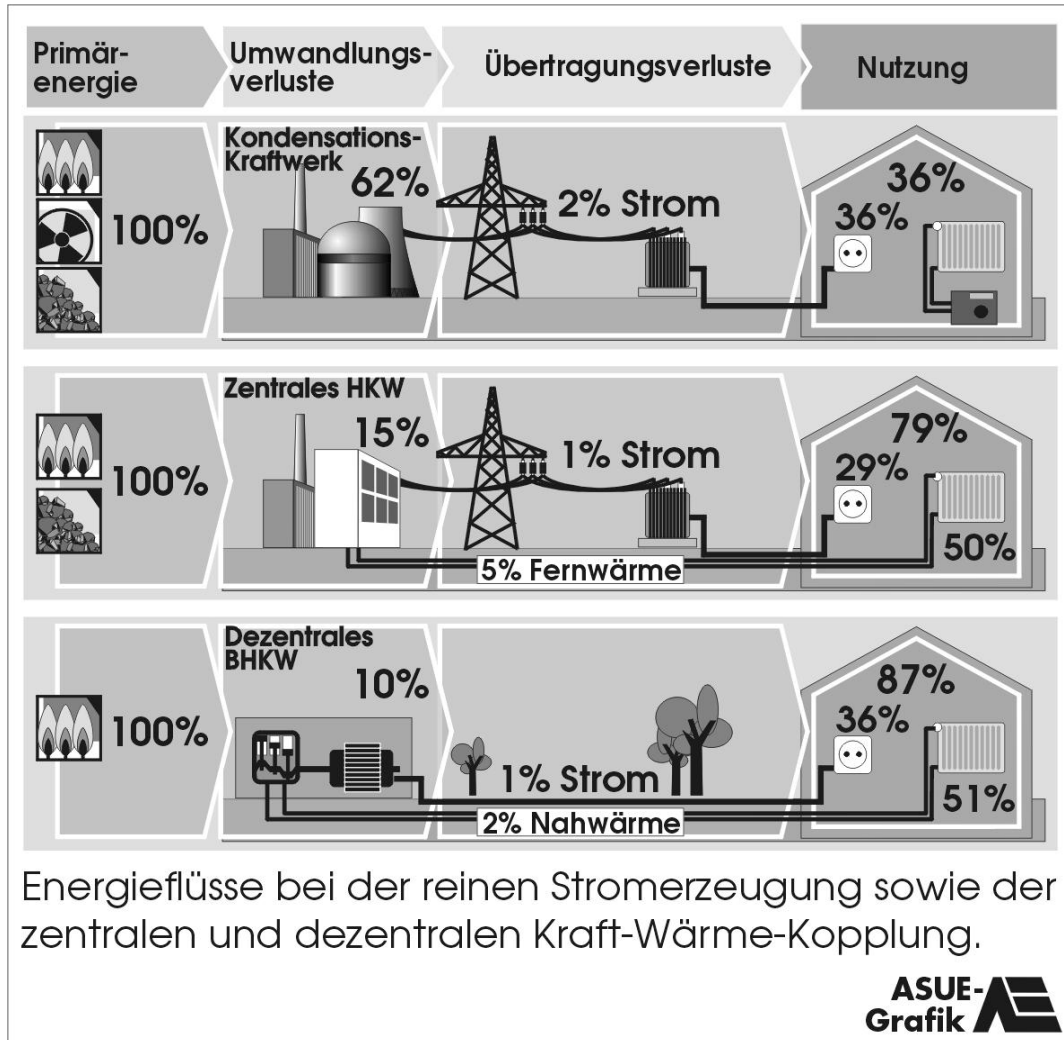 Primär-
energie
Umwandlungs-
verluste
Übertragungsverluste
Nutzung
Kondensations-
Kraftwerk
100%
62%
2% Strom
36%
36%
Zentrales HKW
100%
15%
1% Strom
5% Fernwärme
79%
29%
50%
Dezentrales
BHKW
100%
10%
1% Strom
2% Nahwärme
87%
36%
51%
Energieflüsse bei der reinen Stromerzeugung sowie der
zentralen und dezentralen Kraft-Wärme-Kopplung.
ASUE-
Grafik